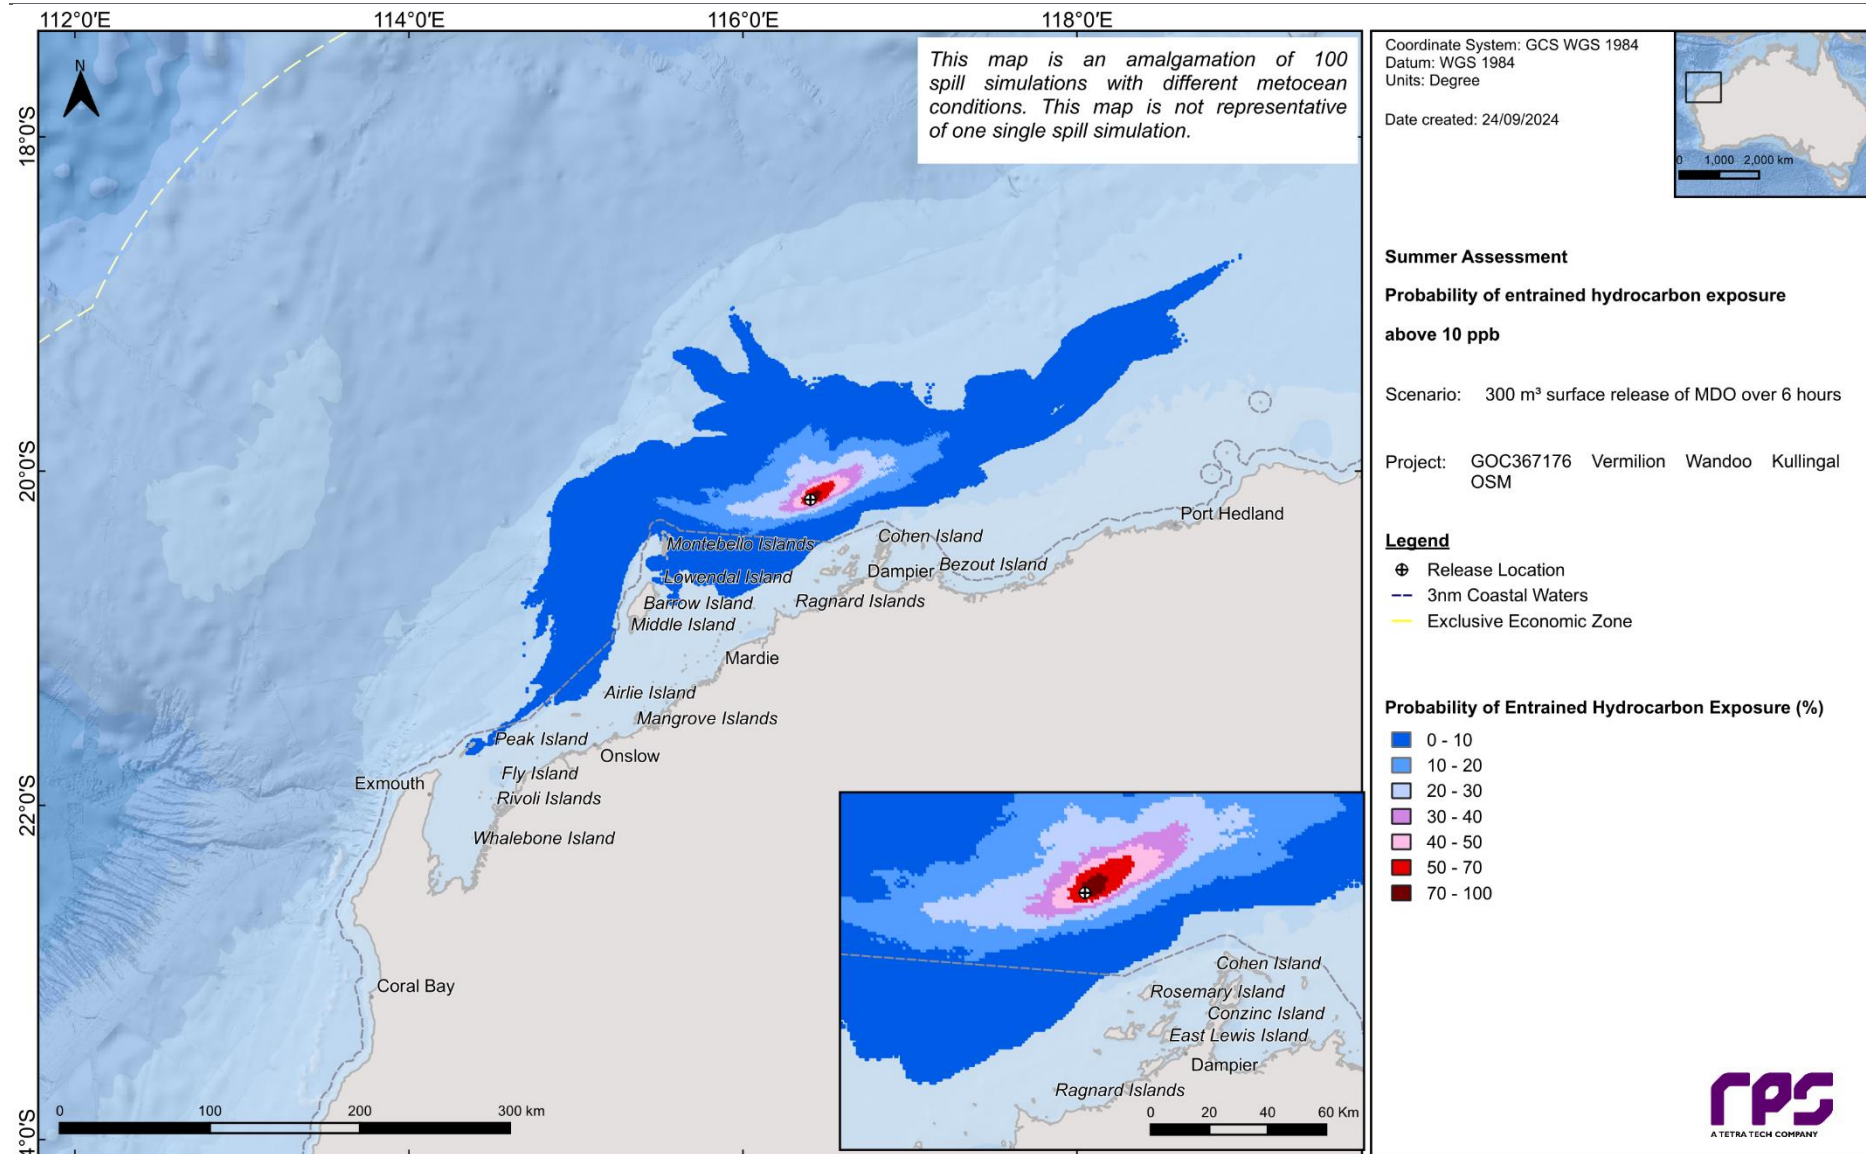 112°0'E
114°0'E
116°0'E
118°0'E
18°0'S
20°0'S
22°0'S
4°0'S
N
This map is an amalgamation of 100
spill simulations with different metocean
conditions. This map is not representative
of one single spill simulation.
Montebello Islands
Lowendal Island
Barrow Island
Middle Island
Cohen Island
Dampier
Bezout Island
Ragnard Islands
Port Hedland
Mardie
Airlie Island
Mangrove Islands
Peak Island
Onslow
Exmouth
Fly Island
Rivoli Islands
Whalebone Island
Coral Bay
0 100 200 300 km
Cohen Island
Rosemary Island
Conzinc Island
East Lewis Island
Dampier
Ragnard Islands
0 20 40 60 Km
Coordinate System: GCS WGS 1984
Datum: WGS 1984
Units: Degree
Date created: 24/09/2024
0 1,000 2,000 km
Summer Assessment
Probability of entrained hydrocarbon exposure
above 10 ppb
Scenario: 300 m³ surface release of MDO over 6 hours
Project: GOC367176 Vermilion Wandoo Kullingal
OSM
Legend
Release Location
3nm Coastal Waters
Exclusive Economic Zone
Probability of Entrained Hydrocarbon Exposure (%)
0 - 10
10 - 20
20 - 30
30 - 40
40 - 50
50 - 70
70 - 100
rps
A TETRA TECH COMPANY